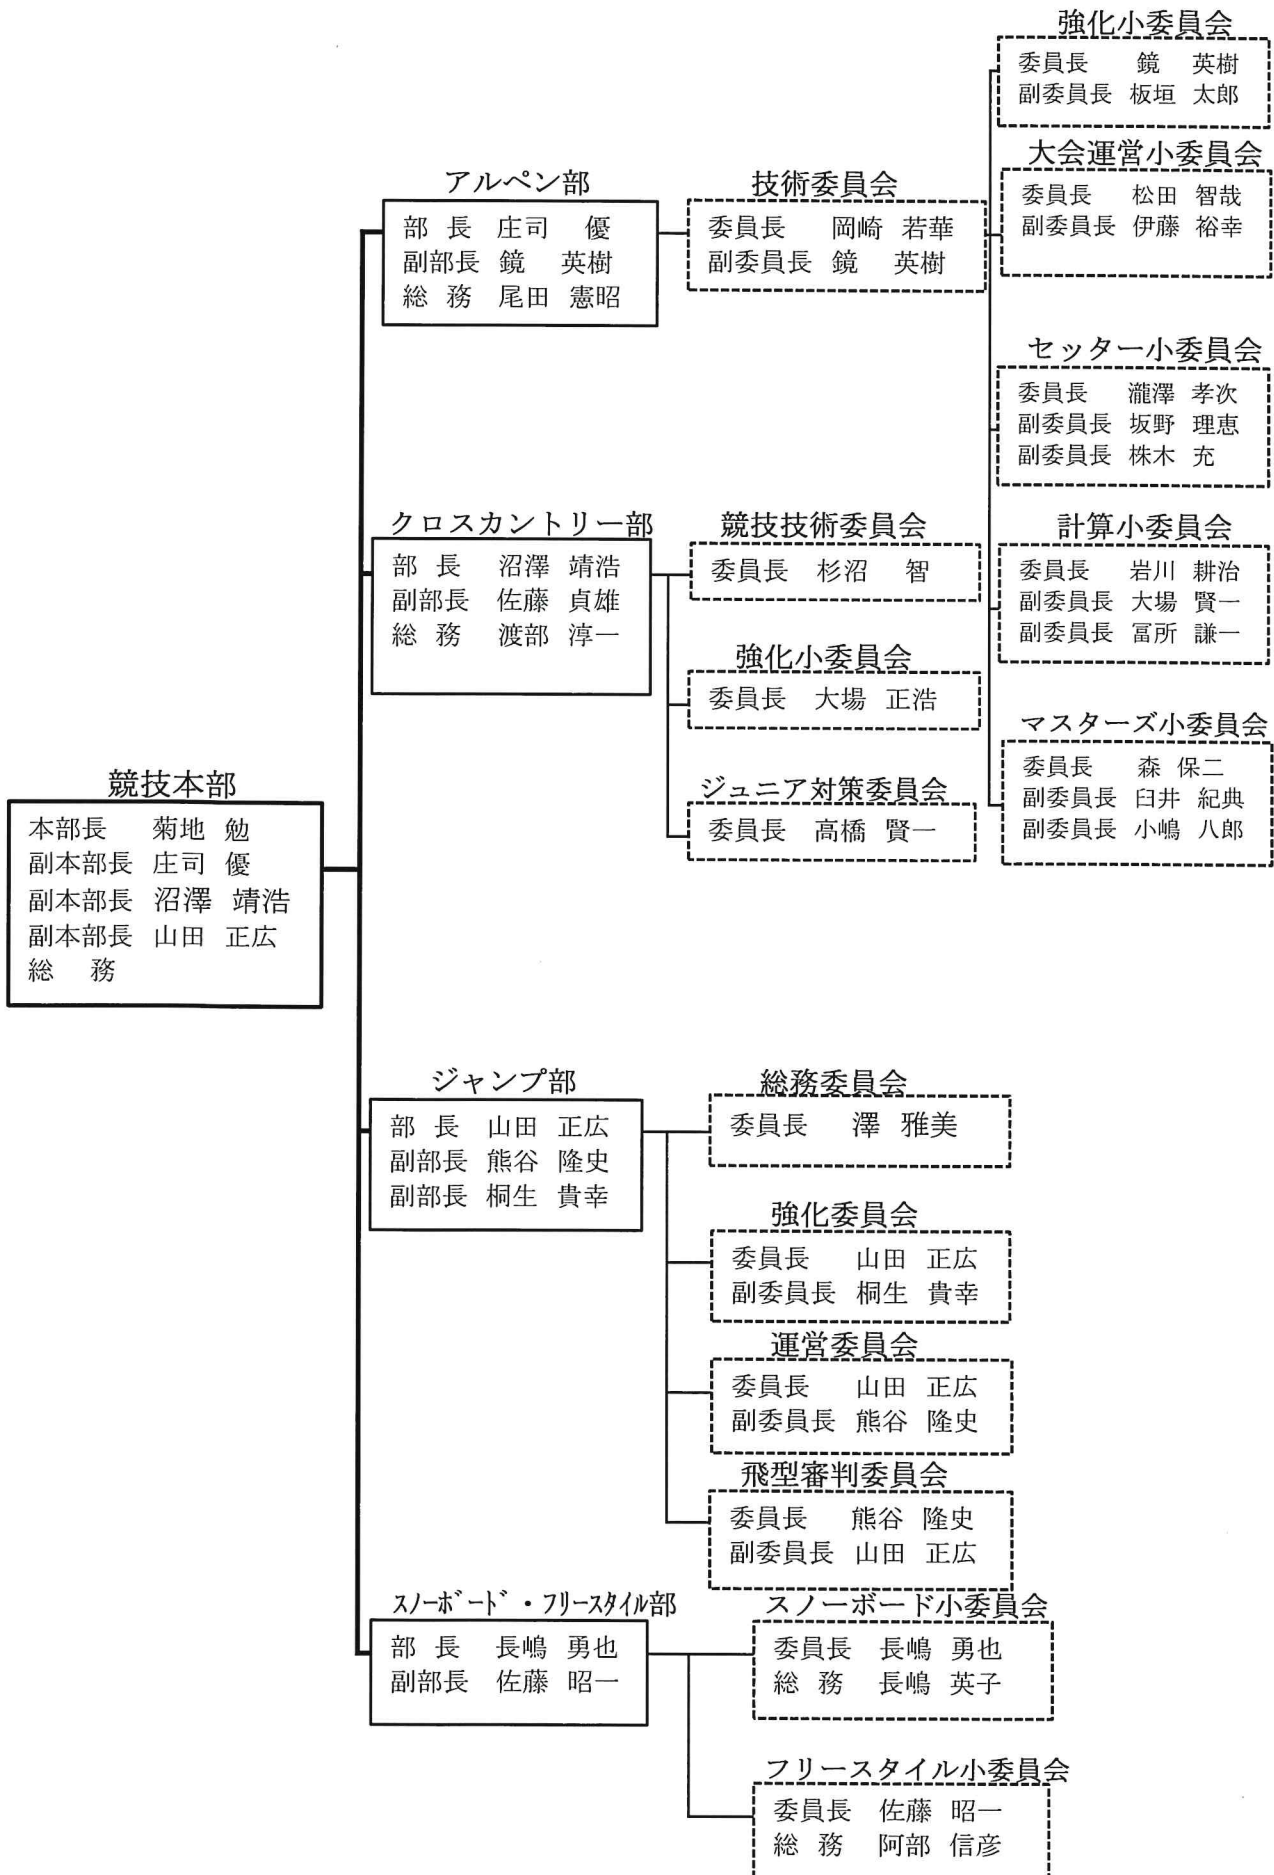 競技本部
本部長 菊地 勉
副本部長 庄司 優
副本部長 沼澤 靖浩
副本部長 山田 正広
総 務
アルペン部
部 長 庄司 優
副部長 鏡 英樹
総 務 尾田 憲昭
技術委員会
委員長 岡崎 若華
副委員長 鏡 英樹
強化小委員会
委員長 鏡 英樹
副委員長 板垣 太郎
大会運営小委員会
委員長 松田 智哉
副委員長 伊藤 裕幸
セッター小委員会
委員長 瀧澤 孝次
副委員長 坂野 理恵
副委員長 株木 充
計算小委員会
委員長 岩川 耕治
副委員長 大場 賢一
副委員長 冨所 謙一
マスターズ小委員会
委員長 森 保二
副委員長 臼井 紀典
副委員長 小嶋 八郎
クロスカントリー部
部 長 沼澤 靖浩
副部長 佐藤 貞雄
総 務 渡部 淳一
競技技術委員会
委員長 杉沼 智
強化小委員会
委員長 大場 正浩
ジュニア対策委員会
委員長 高橋 賢一
ジャンプ部
部 長 山田 正広
副部長 熊谷 隆史
副部長 桐生 貴幸
総務委員会
委員長 澤 雅美
強化委員会
委員長 山田 正広
副委員長 桐生 貴幸
運営委員会
委員長 山田 正広
副委員長 熊谷 隆史
飛型審判委員会
委員長 熊谷 隆史
副委員長 山田 正広
ｽﾉｰﾎﾞｰﾄﾞ・ﾌﾘｰｽﾀｲﾙ部
部 長 長嶋 勇也
副部長 佐藤 昭一
スノーボード小委員会
委員長 長嶋 勇也
総 務 長嶋 英子
フリースタイル小委員会
委員長 佐藤 昭一
総 務 阿部 信彦